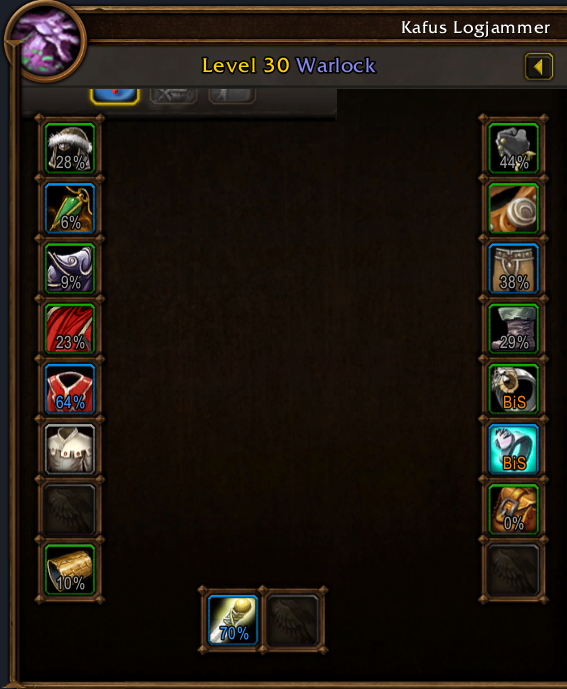 Kafus Logjammer
Level 30 Warlock
28%
44%
6%
9%
38%
23%
29%
64%
BiS
BiS
0%
10%
70%